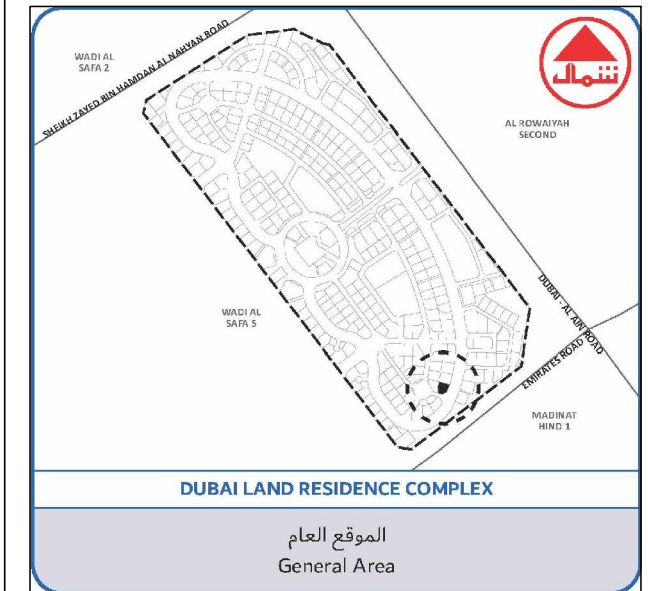 WADI AL
SAFA 2
SHEIKH ZAYED BIN HAMDAN AL NAHYAN ROAD
شمال
AL ROWAIYAH
SECOND
WADI AL
SAFA 5
DUBAI - AL AIN ROAD
EMIRATES ROAD
MADINAT
HIND 1
DUBAI LAND RESIDENCE COMPLEX
الموقع العام
General Area